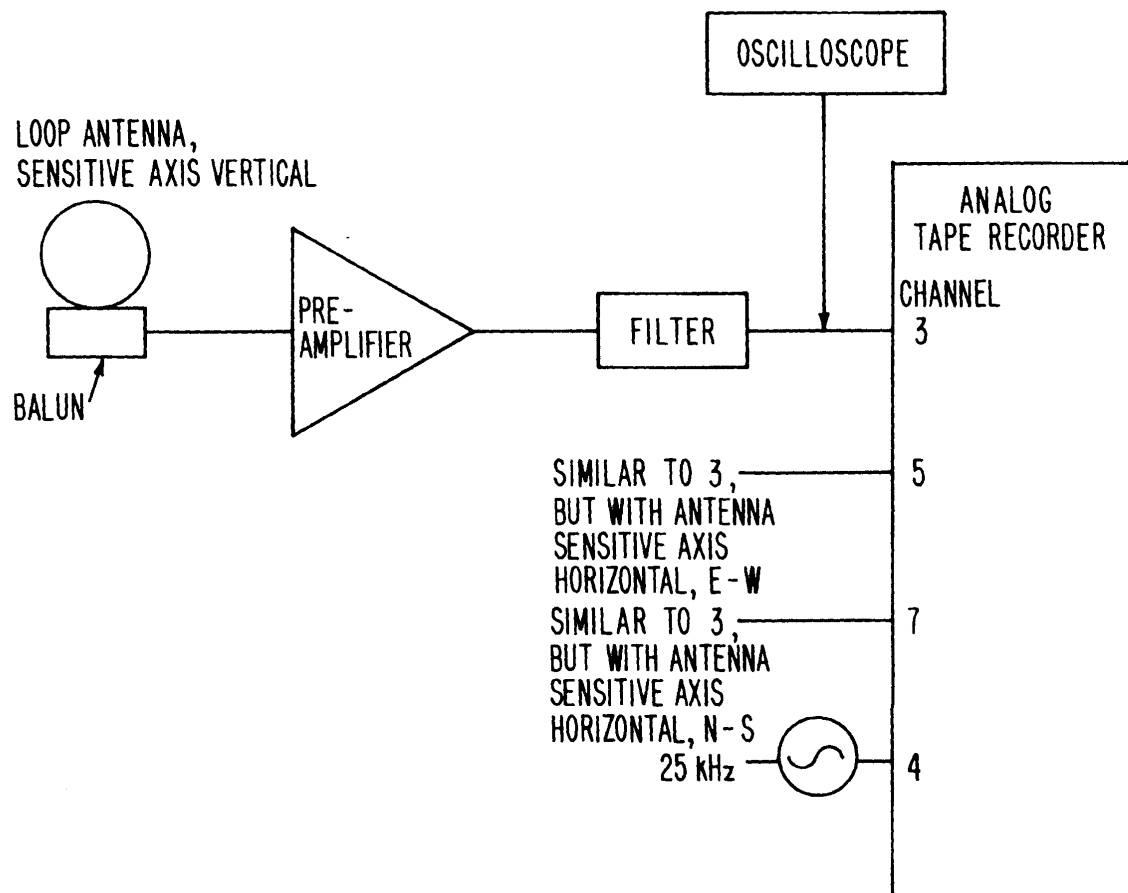 OSCILLOSCOPE
LOOP ANTENNA,
SENSITIVE AXIS VERTICAL
ANALOG
TAPE RECORDER
CHANNEL
PRE-
AMPLIFIER
FILTER
3
BALUN
SIMILAR TO 3,
BUT WITH ANTENNA
SENSITIVE AXIS
HORIZONTAL, E-W
5
SIMILAR TO 3,
BUT WITH ANTENNA
SENSITIVE AXIS
HORIZONTAL, N-S
7
25 kHz
4